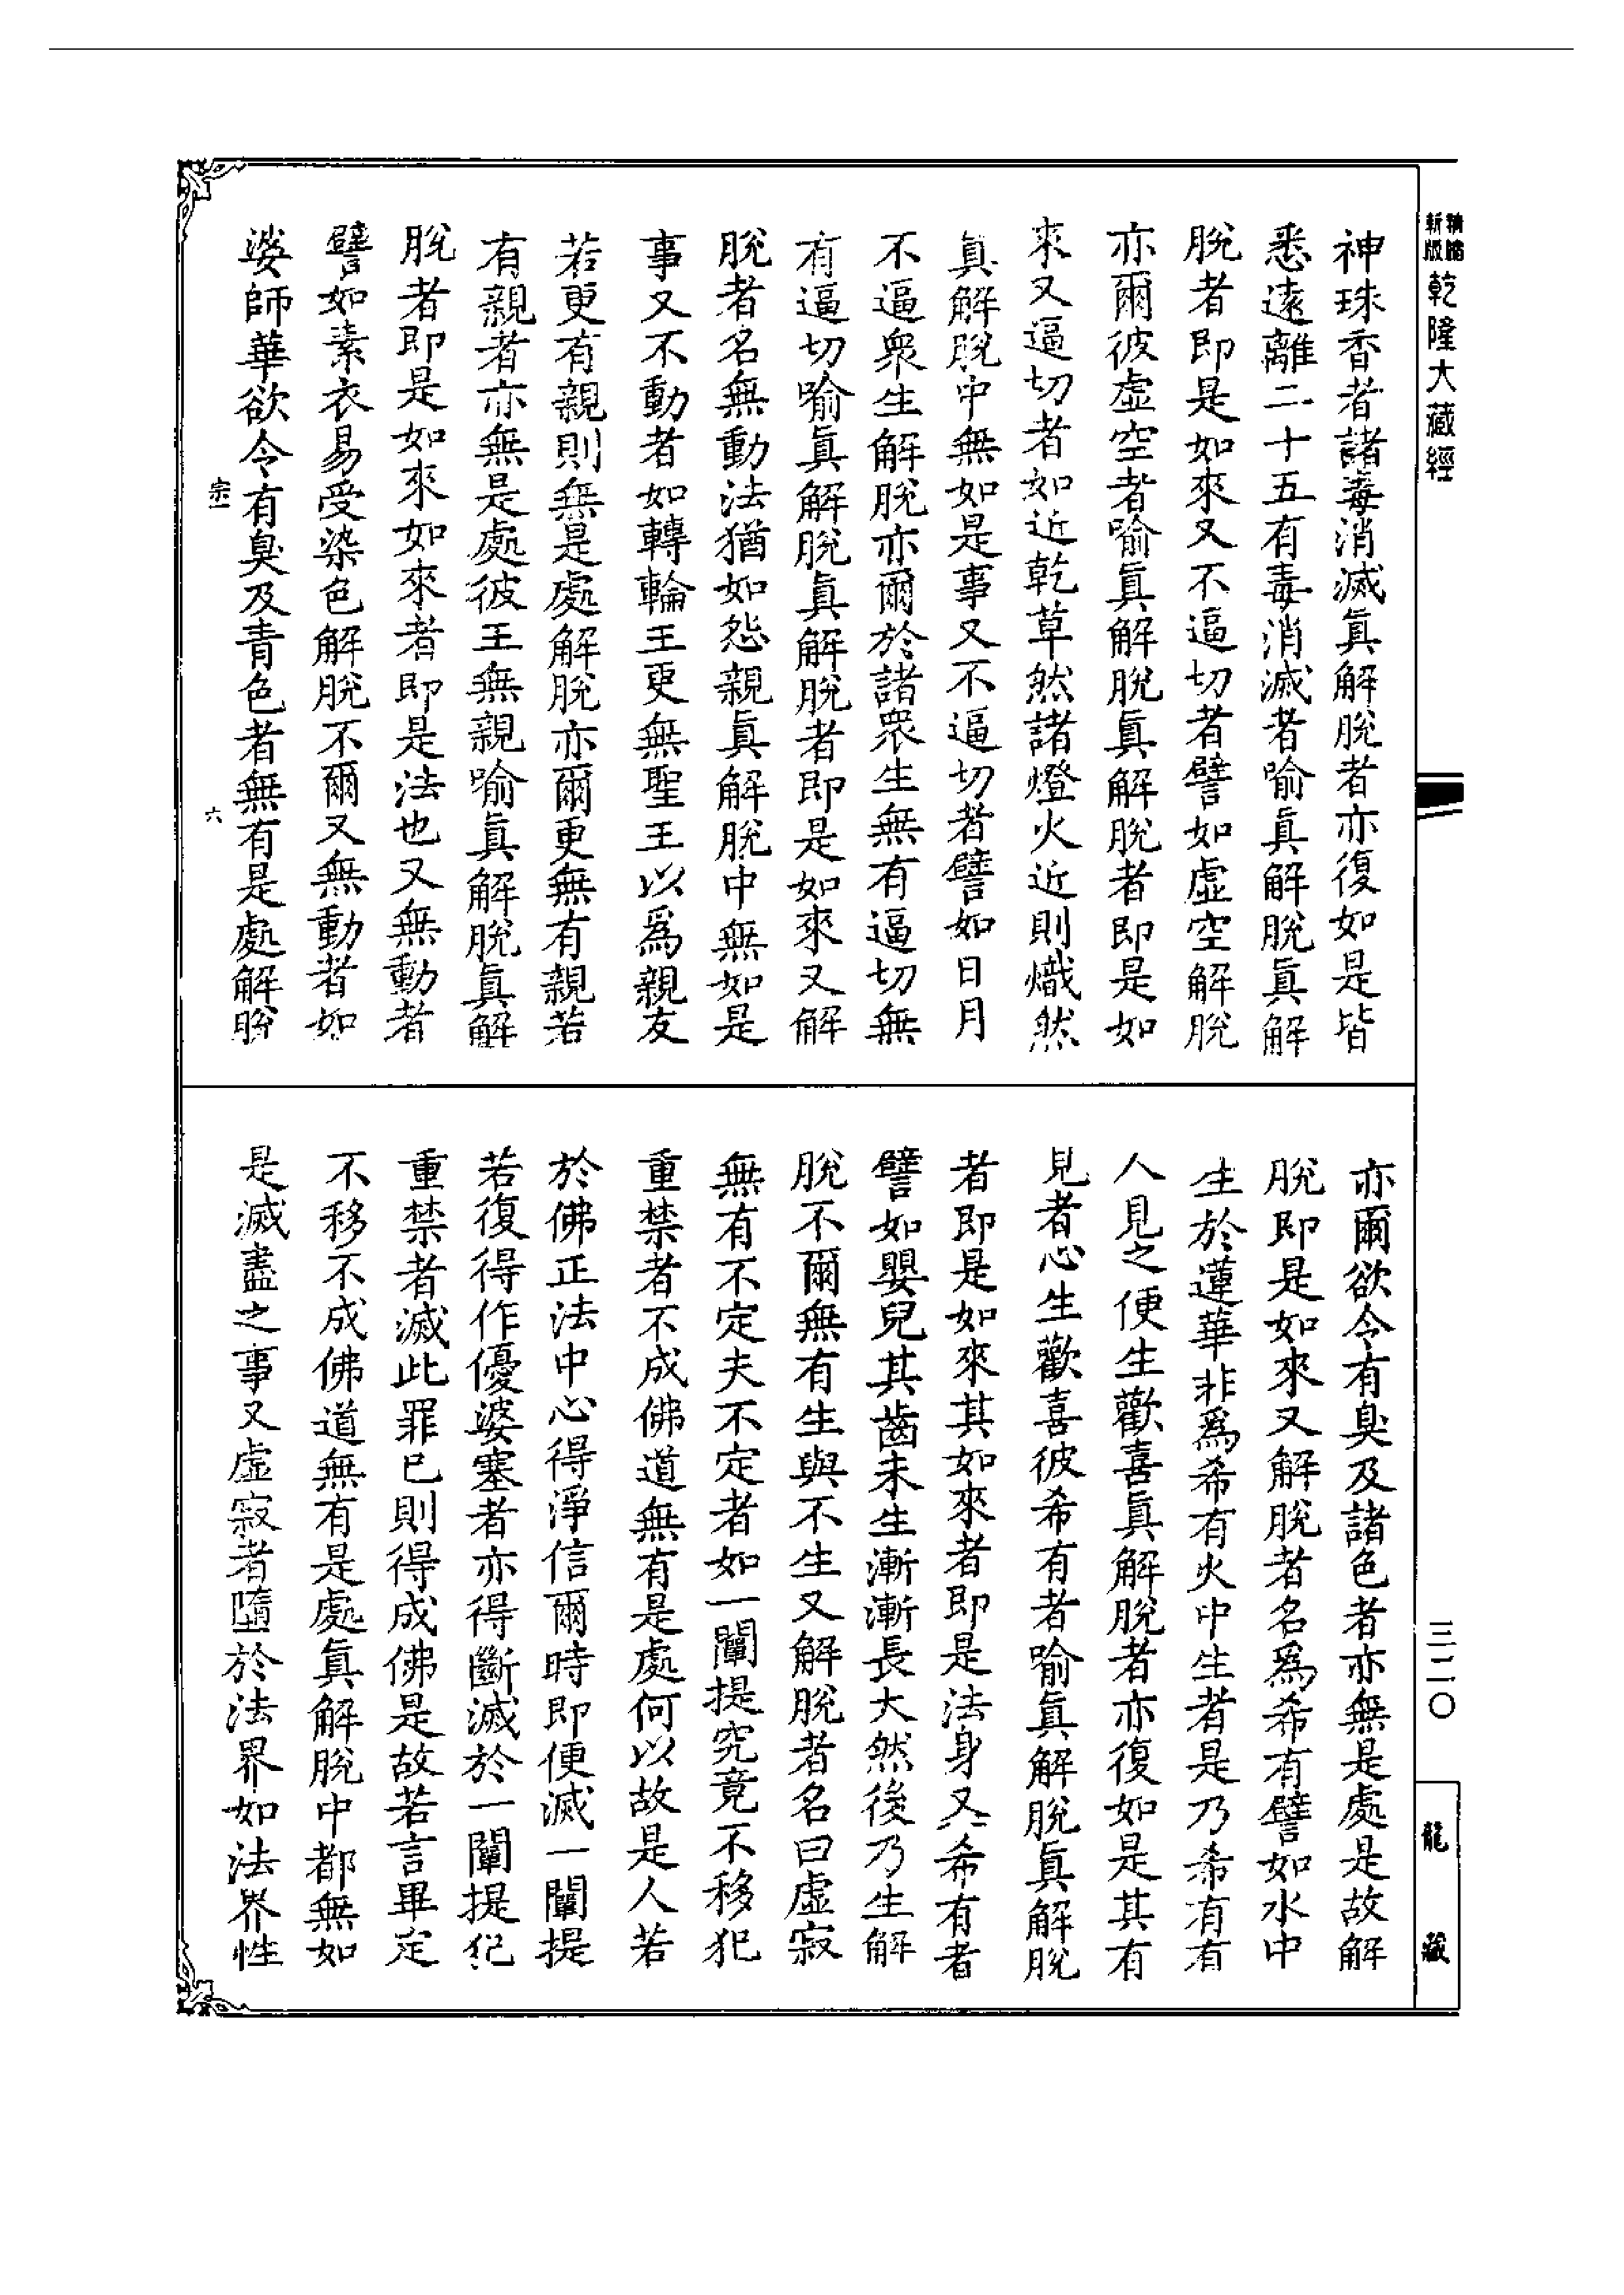 精編
新版
乾隆大藏經
神珠香者諸毒消滅眞解脫者亦復如是皆
悉遠離二十五有毒消滅者喻眞解脫眞解
脫者即是如來又不逼切者譬如虛空解脫
亦爾彼虛空者喻眞解脫眞解脫者即是如
來又逼切者如近乾草然諸燈火近則熾然
眞解脫中無如是事又不逼切者譬如日月
不逼衆生解脫亦爾於諸衆生無有逼切無
有逼切喻眞解脫眞解脫者即是如來又解
脫者名無動法猶如怨親眞解脫中無如是
事又不動者如轉輪王更無聖王以爲親友
若更有親則無是處解脫亦爾更無有親若
有親者亦無是處彼王無親喻眞解脫眞解
脫者即是如來如來者即是法也又無動者
譬如素衣易受染色解脫不爾又無動者如
婆師華欲令有臭及青色者無有是處解脫
六
三二〇
亦爾欲令有臭及諸色者亦無是處是故解
脫即是如來又解脫者名爲希有譬如水中
生於蓮華非爲希有火中生者是乃希有有
人見之便生歡喜眞解脫者亦復如是其有
見者心生歡喜彼希有者喻眞解脫眞解脫
者即是如來其如來者即是法身又希有者
譬如嬰兒其齒未生漸漸長大然後乃生解
脫不爾無有生與不生又解脫者名曰虛寂
無有不定夫不定者如一闡提究竟不移犯
重禁者不成佛道無有是處何以故是人若
於佛正法中心得淨信爾時即便滅一闡提
若復得作優婆塞者亦得斷滅於一闡提犯
重禁者滅此罪已則得成佛是故若言畢定
不移不成佛道無有是處眞解脫中都無如
是滅盡之事又虛寂者墮於法界如法界性
龍藏